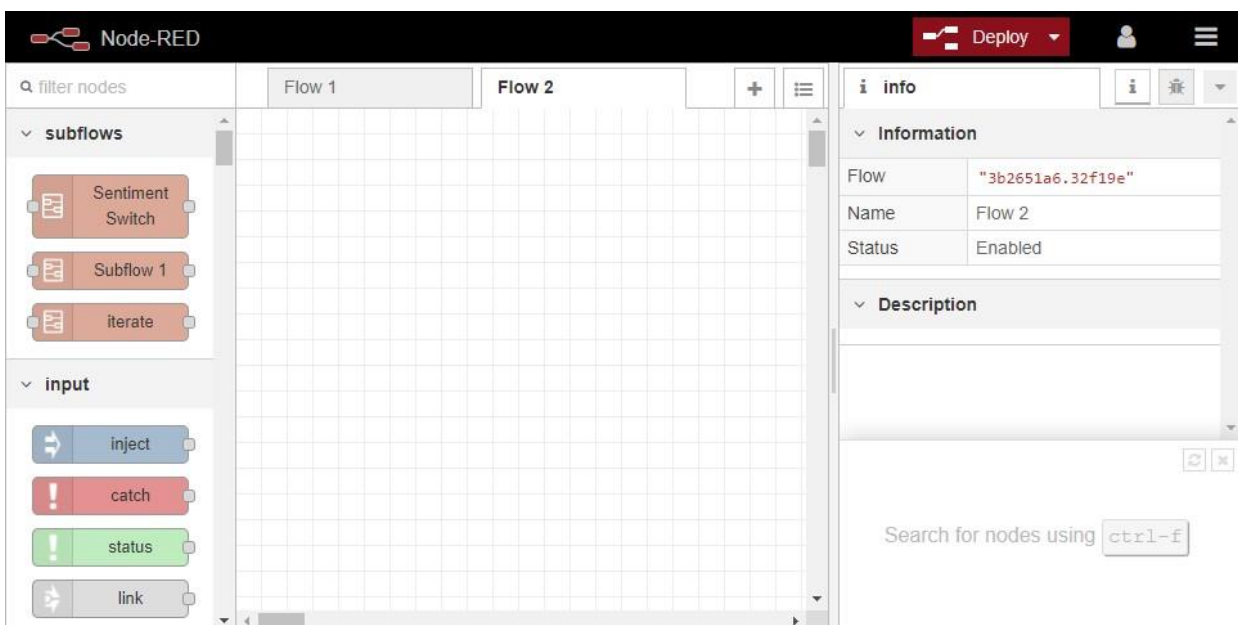 Node-RED
Deploy
filter nodes
Flow 1
Flow 2
info
subflows
Sentiment
Switch
Subflow 1
iterate
input
inject
catch
status
link
Information
Flow "3b2651a6.32f19e"
Name Flow 2
Status Enabled
Description
Search for nodes using ctrl-f